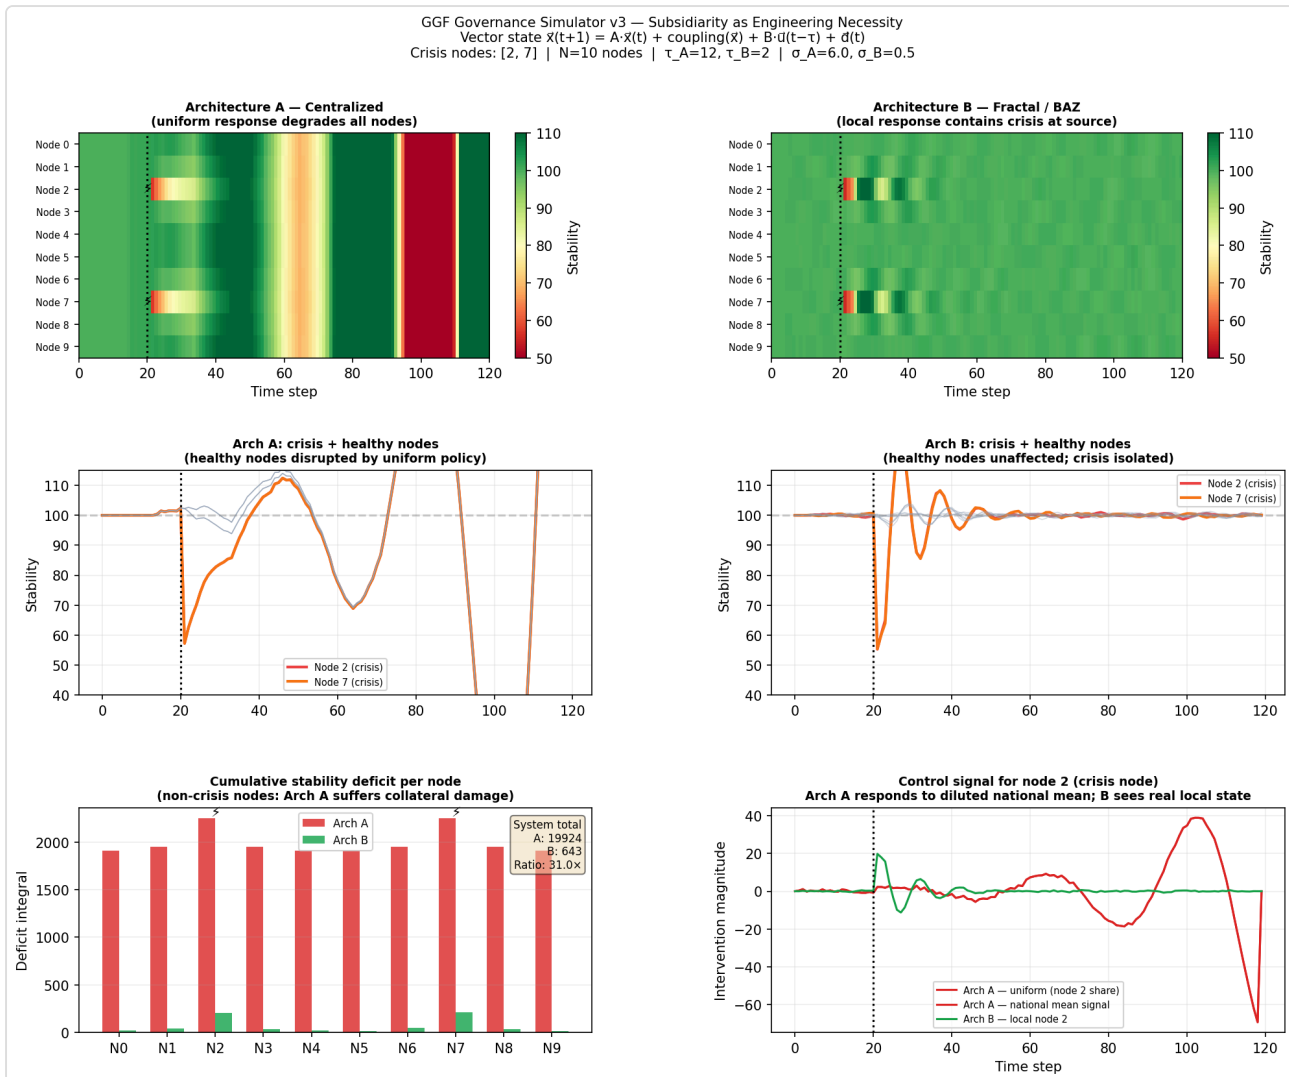 GGF Governance Simulator v3 — Subsidiarity as Engineering Necessity
Vector state x⃗(t+1) = A·x⃗(t) + coupling(x⃗) + B·u⃗(t−τ) + d⃗(t)
Crisis nodes: [2, 7]  |  N=10 nodes  |  τ_A=12, τ_B=2  |  σ_A=6.0, σ_B=0.5
Architecture A — Centralized
(uniform response degrades all nodes)
Node 0
Node 1
Node 2
Node 3
Node 4
Node 5
Node 6
Node 7
Node 8
Node 9
⚡
⚡
0 20 40 60 80 100 120
Time step
110
100
90
80
70
60
50
Stability
Architecture B — Fractal / BAZ
(local response contains crisis at source)
Node 0
Node 1
Node 2
Node 3
Node 4
Node 5
Node 6
Node 7
Node 8
Node 9
⚡
⚡
0 20 40 60 80 100 120
Time step
110
100
90
80
70
60
50
Stability
Arch A: crisis + healthy nodes
(healthy nodes disrupted by uniform policy)
Stability
110
100
90
80
70
60
50
40
Node 2 (crisis)
Node 7 (crisis)
0 20 40 60 80 100 120
Arch B: crisis + healthy nodes
(healthy nodes unaffected; crisis isolated)
Stability
110
100
90
80
70
60
50
40
Node 2 (crisis)
Node 7 (crisis)
0 20 40 60 80 100 120
Cumulative stability deficit per node
(non-crisis nodes: Arch A suffers collateral damage)
Deficit integral
2000
1500
1000
500
0
⚡
⚡
Arch A
Arch B
System total
A: 19924
B: 643
Ratio: 31.0×
N0 N1 N2 N3 N4 N5 N6 N7 N8 N9
Control signal for node 2 (crisis node)
Arch A responds to diluted national mean; B sees real local state
Intervention magnitude
40
20
0
−20
−40
−60
Arch A — uniform (node 2 share)
Arch A — national mean signal
Arch B — local node 2
0 20 40 60 80 100 120
Time step